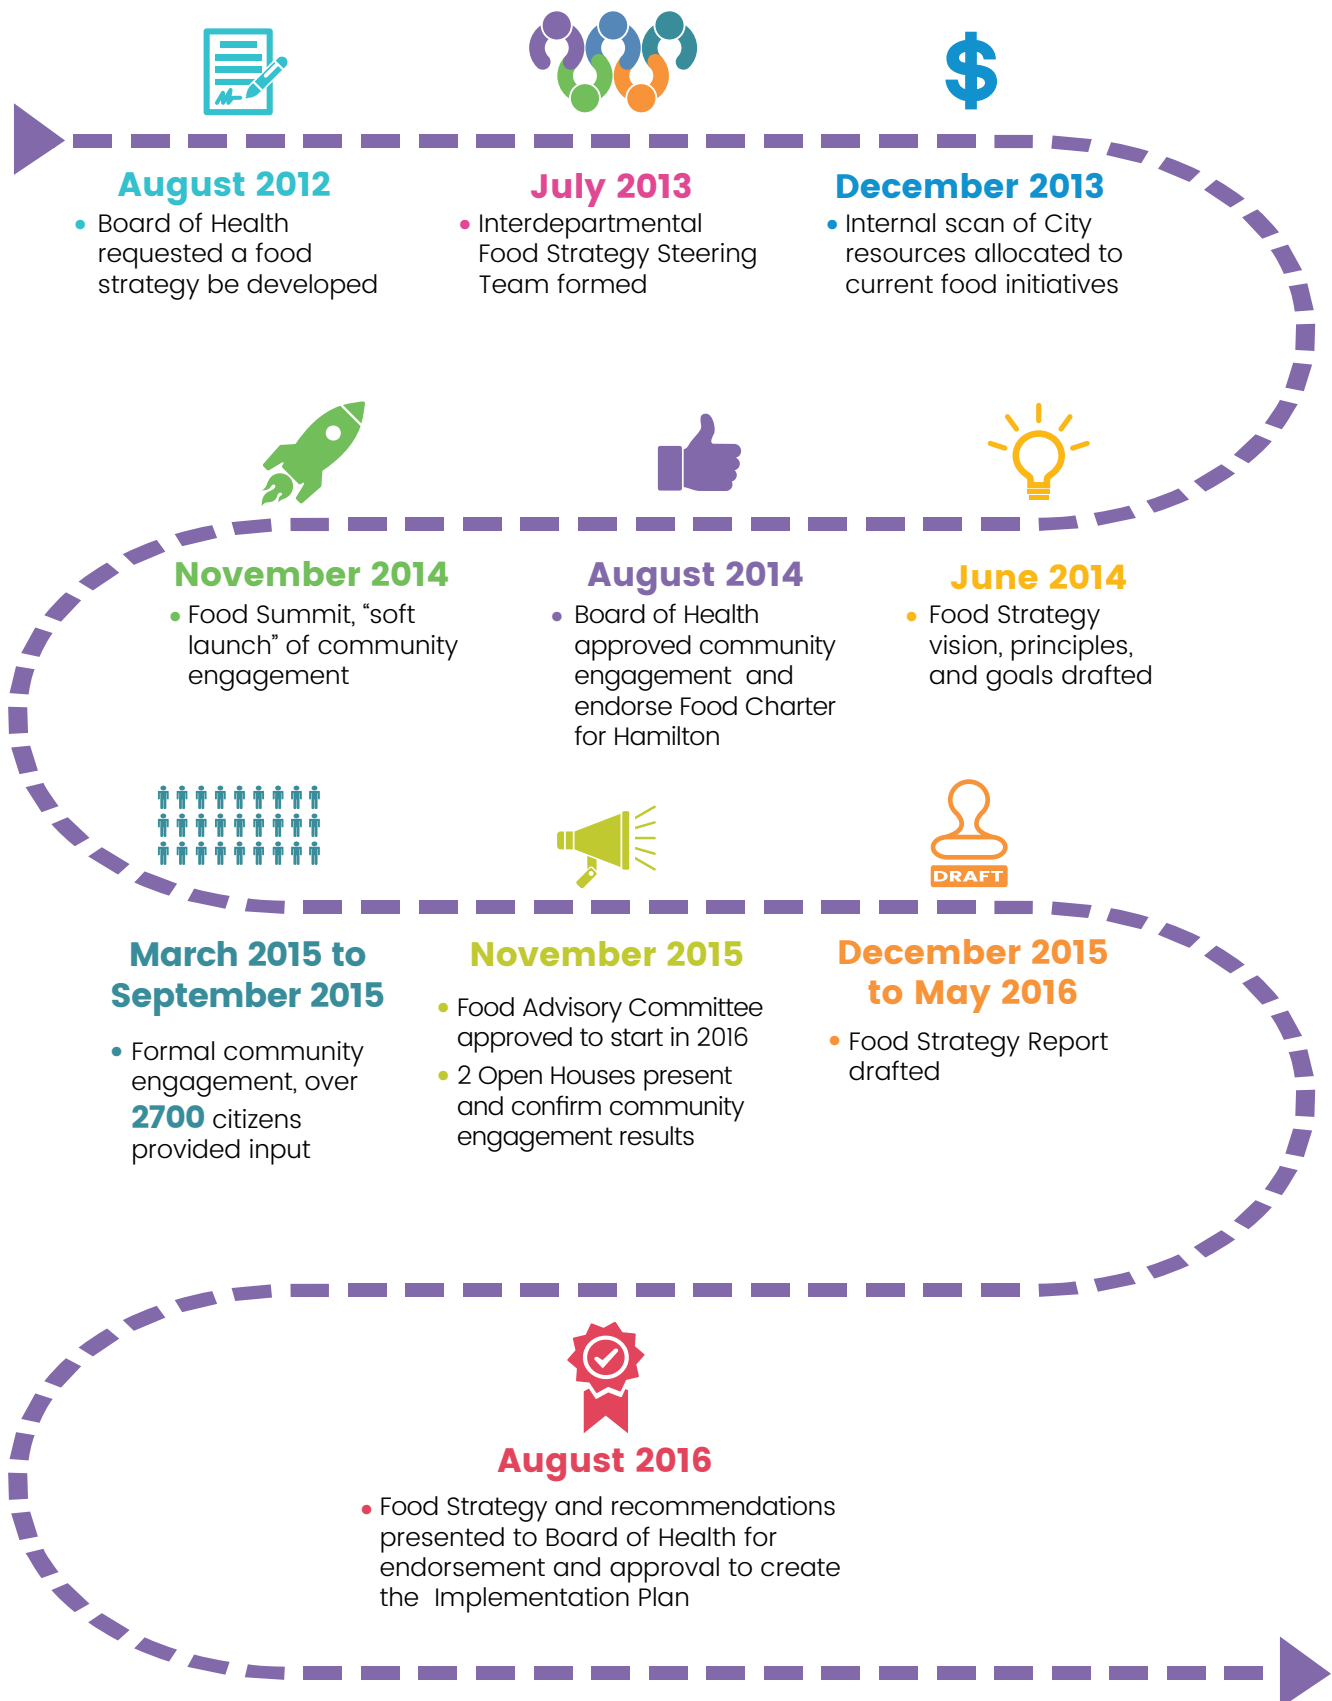 August 2012
• Board of Health
requested a food
strategy be developed
July 2013
• Interdepartmental
Food Strategy Steering
Team formed
December 2013
• Internal scan of City
resources allocated to
current food initiatives
June 2014
• Food Strategy
vision, principles,
and goals drafted
August 2014
• Board of Health
approved community
engagement and
endorse Food Charter
for Hamilton
November 2014
• Food Summit, “soft
launch” of community
engagement
March 2015 to
September 2015
• Formal community
engagement, over
2700 citizens
provided input
November 2015
• Food Advisory Committee
approved to start in 2016
• 2 Open Houses present
and confirm community
engagement results
DRAFT
December 2015
to May 2016
• Food Strategy Report
drafted
August 2016
• Food Strategy and recommendations
presented to Board of Health for
endorsement and approval to create
the Implementation Plan